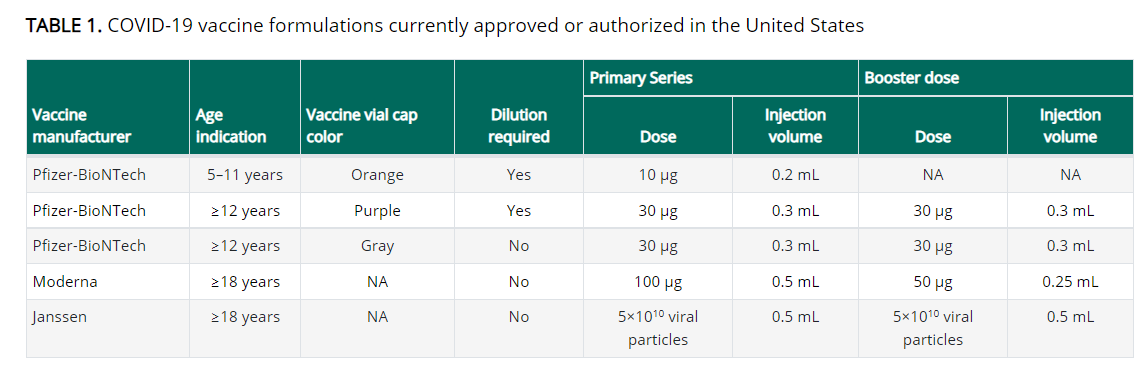 TABLE 1. COVID-19 vaccine formulations currently approved or authorized in the United States
Primary Series Booster dose
Vaccine manufacturer Age indication Vaccine vial cap color Dilution required Dose Injection volume Dose Injection volume
Pfizer-BioNTech 5–11 years Orange Yes 10 µg 0.2 mL NA NA
Pfizer-BioNTech ≥12 years Purple Yes 30 µg 0.3 mL 30 µg 0.3 mL
Pfizer-BioNTech ≥12 years Gray No 30 µg 0.3 mL 30 µg 0.3 mL
Moderna ≥18 years NA No 100 µg 0.5 mL 50 µg 0.25 mL
Janssen ≥18 years NA No 5×10¹⁰ viral particles 0.5 mL 5×10¹⁰ viral particles 0.5 mL